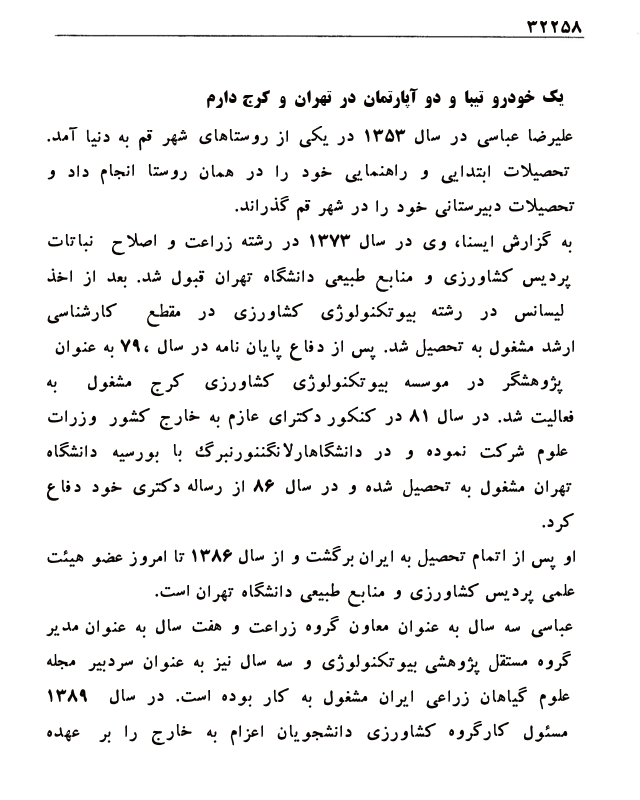 ۳۲۲۵۸
یک خودرو تیبا و دو آپارتمان در تهران و کرج دارم
علیرضا عباسی در سال ۱۳۵۳ در یکی از روستاهای شهر قم به دنیا آمد.
تحصیلات ابتدایی و راهنمایی خود را در همان روستا انجام داد و
تحصیلات دبیرستانی خود را در شهر قم گذراند.
به گزارش ایسنا، وی در سال ۱۳۷۳ در رشته زراعت و اصلاح نباتات
پردیس کشاورزی و منابع طبیعی دانشگاه تهران قبول شد. بعد از اخذ
لیسانس در رشته بیوتکنولوژی کشاورزی در مقطع کارشناسی
ارشد مشغول به تحصیل شد. پس از دفاع پایان نامه در سال ۷۹، به عنوان
پژوهشگر در موسسه بیوتکنولوژی کشاورزی کرج مشغول به
فعالیت شد. در سال ۸۱ در کنکور دکترای عازم به خارج کشور وزرات
علوم شرکت نموده و در دانشگاهارلانگننورنبرگ با بورسیه دانشگاه
تهران مشغول به تحصیل شده و در سال ۸۶ از رساله دکتری خود دفاع
کرد.
او پس از اتمام تحصیل به ایران برگشت و از سال ۱۳۸۶ تا امروز عضو هیئت
علمی پردیس کشاورزی و منابع طبیعی دانشگاه تهران است.
عباسی سه سال به عنوان معاون گروه زراعت و هفت سال به عنوان مدیر
گروه مستقل پژوهشی بیوتکنولوژی و سه سال نیز به عنوان سردبیر مجله
علوم گیاهان زراعی ایران مشغول به کار بوده است. در سال ۱۳۸۹
مسئول کارگروه کشاورزی دانشجویان اعزام به خارج را بر عهده